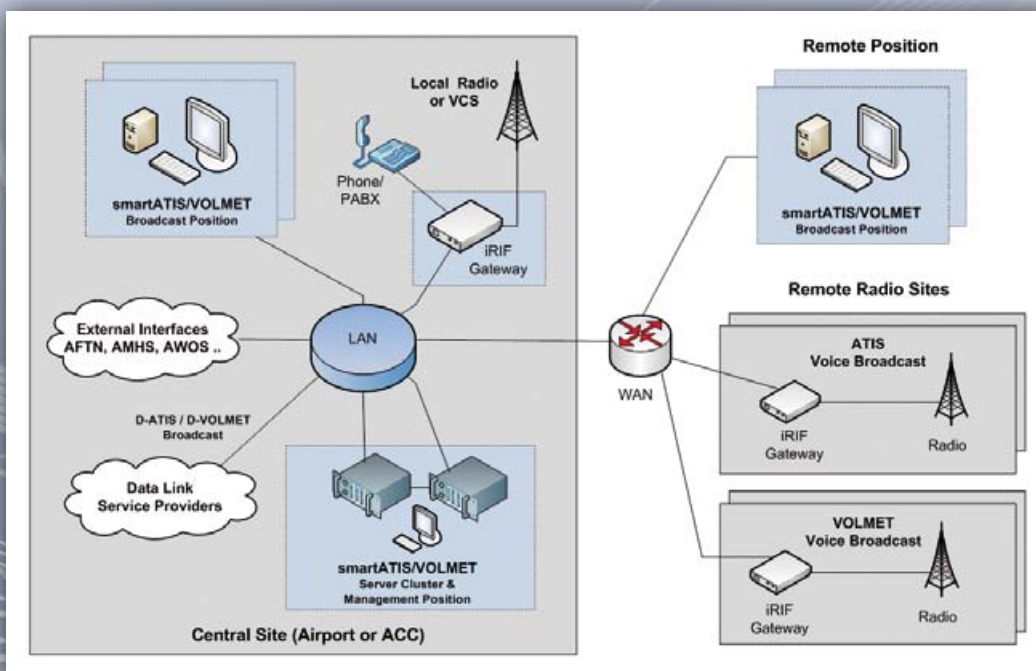 smartATIS/VOLMET
Broadcast Position
Local Radio
or VCS
Phone/
PABX
iRIF
Gateway
External Interfaces
AFTN, AMHS, AWOS ..
LAN
D-ATIS / D-VOLMET
Broadcast
Data Link
Service Providers
smartATIS/VOLMET
Server Cluster &
Management Position
Central Site (Airport or ACC)
WAN
Remote Position
smartATIS/VOLMET
Broadcast Position
Remote Radio Sites
ATIS
Voice Broadcast
iRIF
Gateway
Radio
VOLMET
Voice Broadcast
iRIF
Gateway
Radio